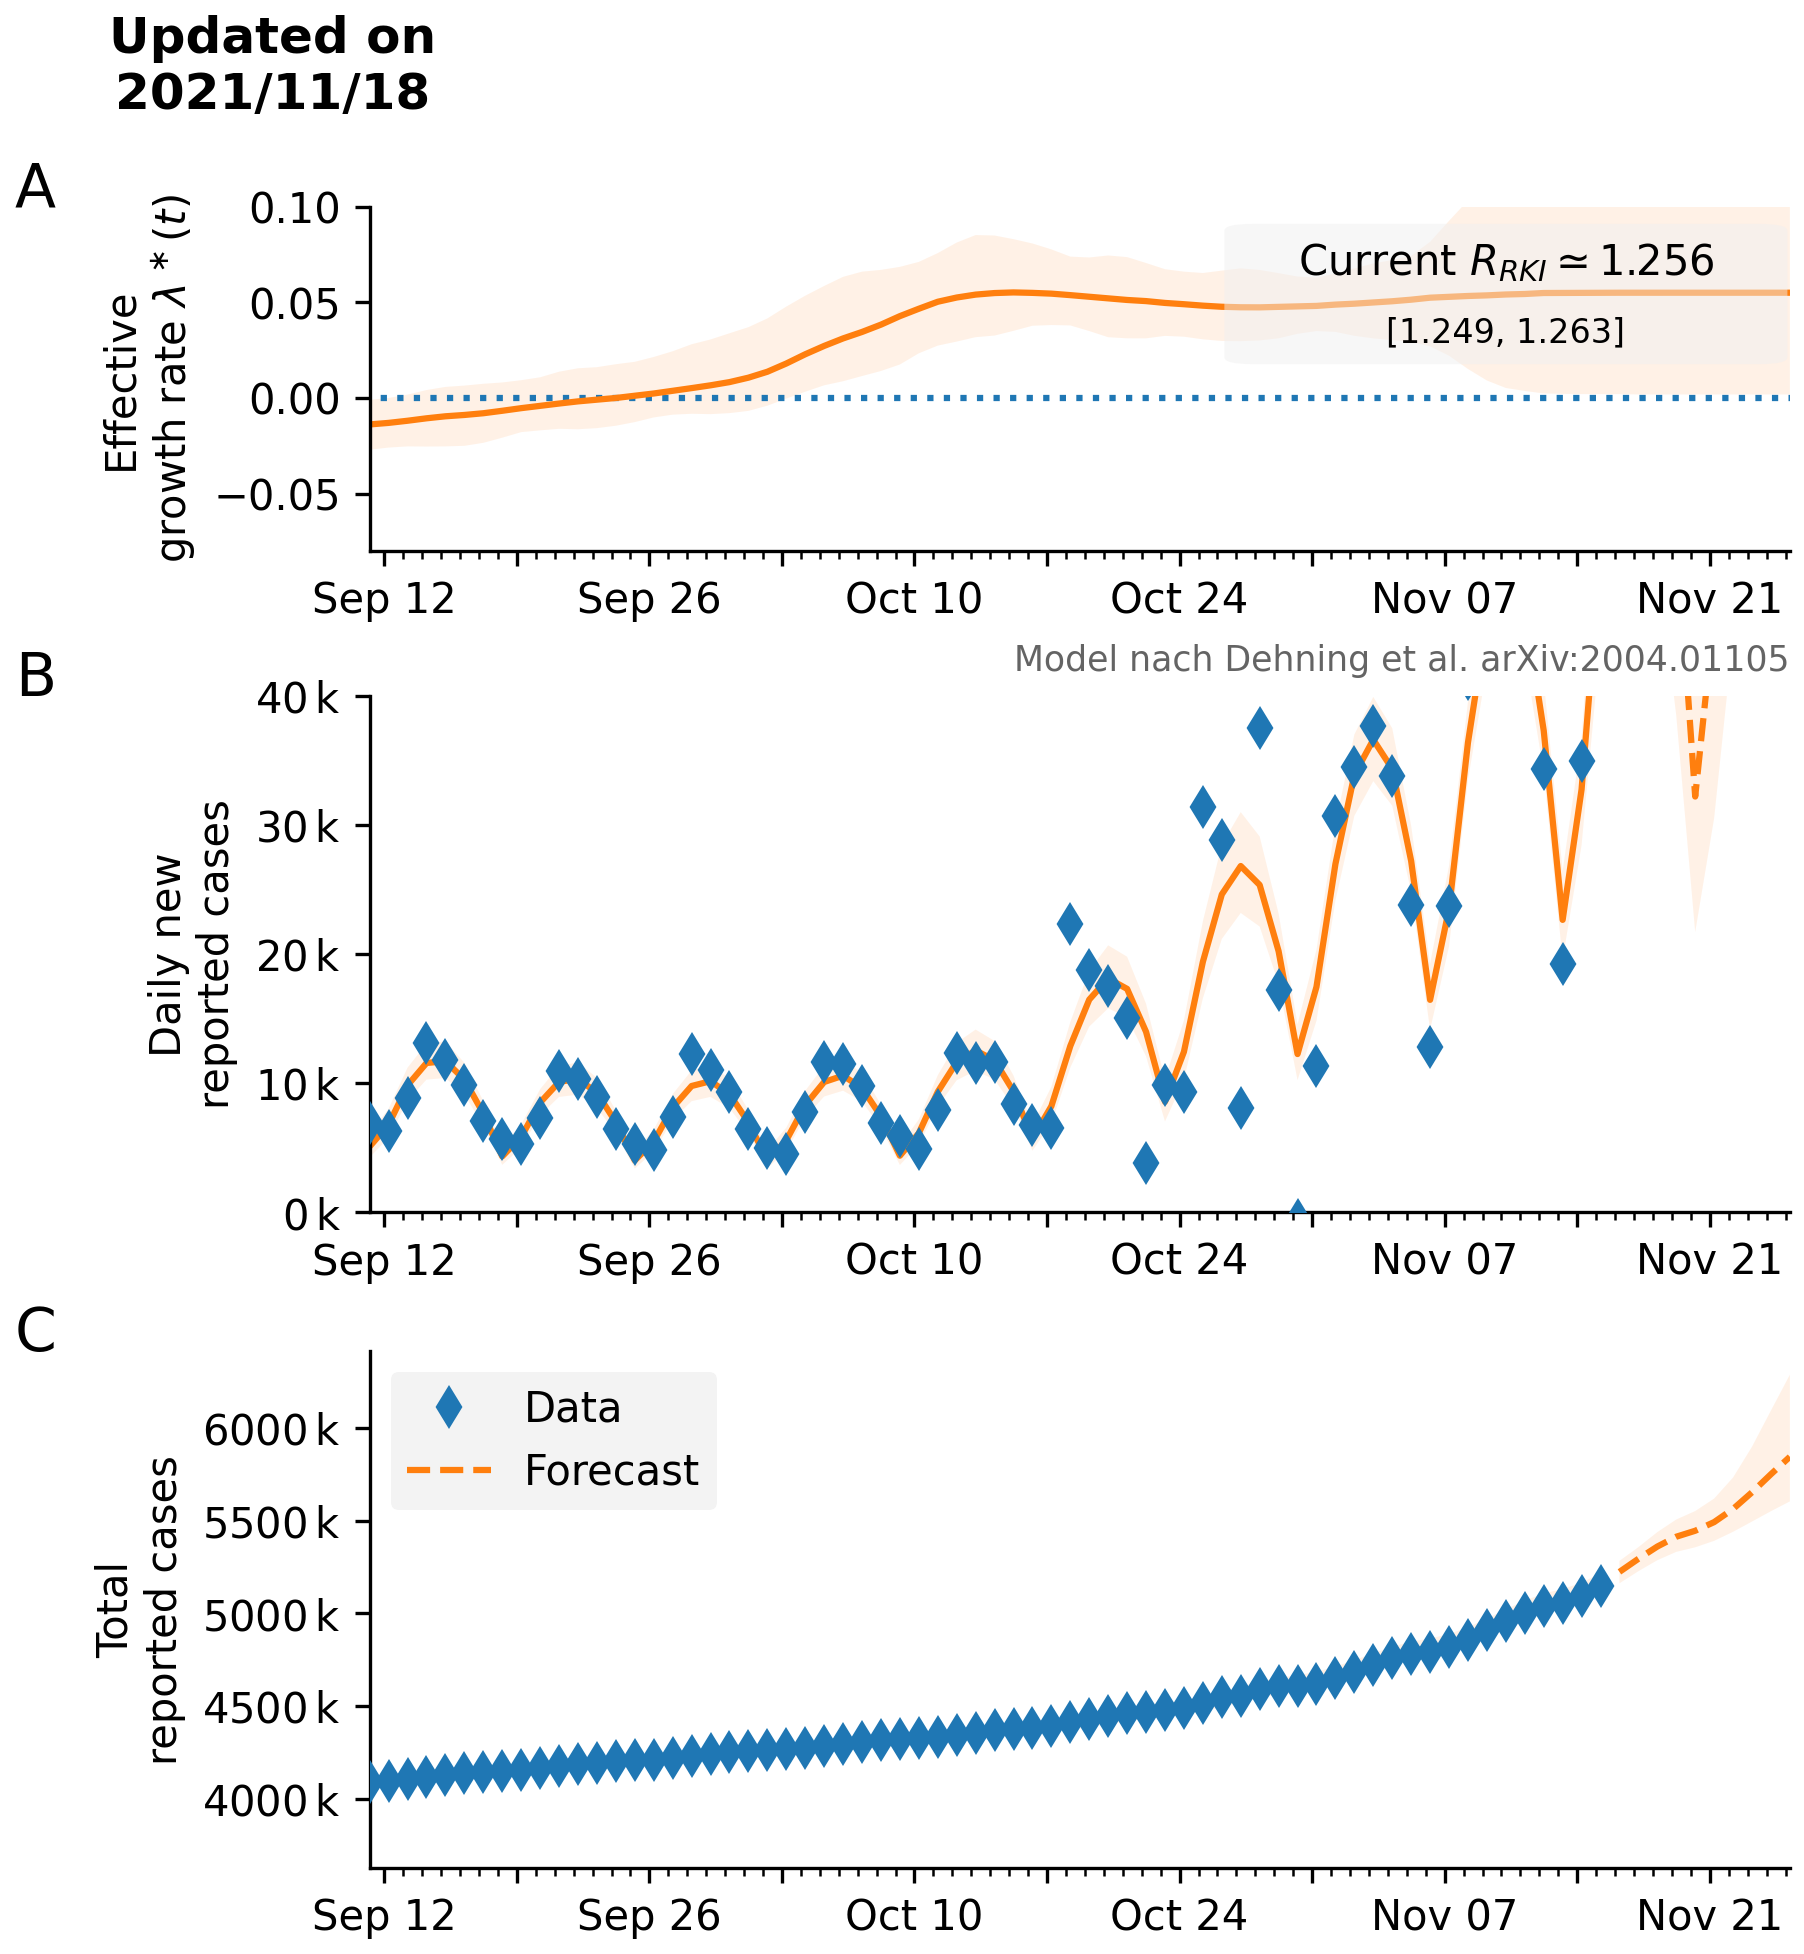 Updated on
2021/11/18
A
Effective
growth rate λ * (t)
0.10
0.05
0.00
−0.05
Current R_RKI ≃ 1.256
[1.249, 1.263]
Sep 12
Sep 26
Oct 10
Oct 24
Nov 07
Nov 21
Model nach Dehning et al. arXiv:2004.01105
B
Daily new
reported cases
40 k
30 k
20 k
10 k
0 k
Sep 12
Sep 26
Oct 10
Oct 24
Nov 07
Nov 21
C
Total
reported cases
6000 k
5500 k
5000 k
4500 k
4000 k
Data
Forecast
Sep 12
Sep 26
Oct 10
Oct 24
Nov 07
Nov 21